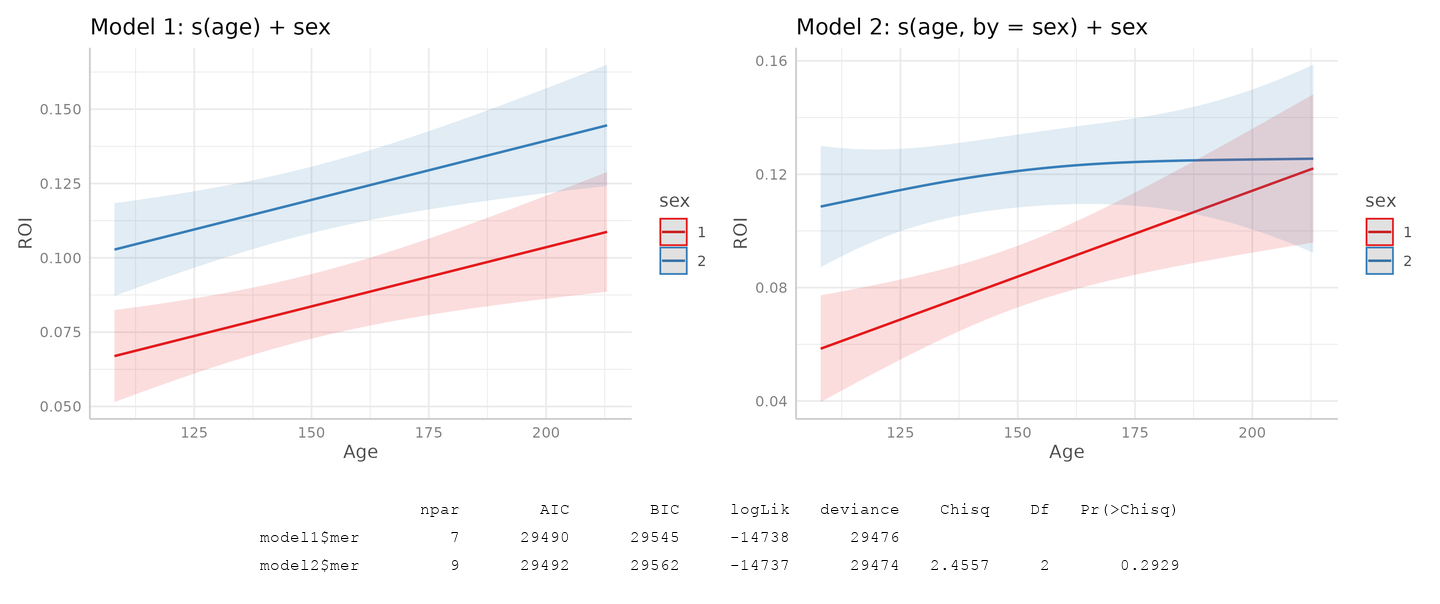 Model 1: s(age) + sex
0.150
0.125
0.100
0.075
0.050
ROI
125 150 175 200
Age
sex
1
2
Model 2: s(age, by = sex) + sex
0.16
0.12
0.08
0.04
ROI
125 150 175 200
Age
sex
1
2
npar AIC BIC logLik deviance Chisq Df Pr(>Chisq)
model1$mer 7 29490 29545 -14738 29476
model2$mer 9 29492 29562 -14737 29474 2.4557 2 0.2929